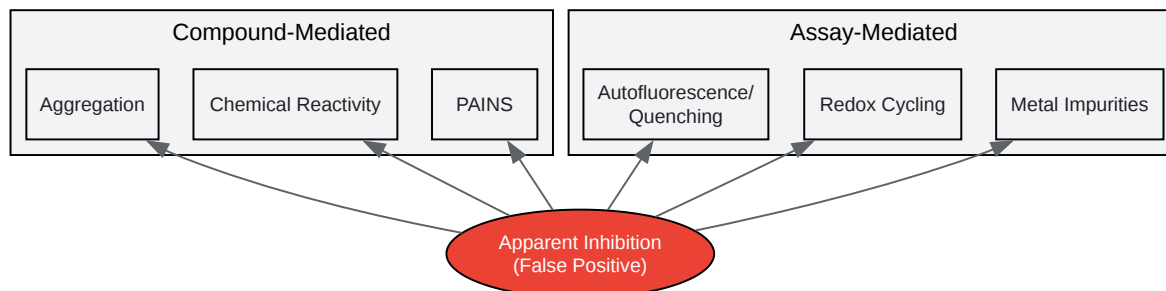 Compound-Mediated
Assay-Mediated
Aggregation
Chemical Reactivity
PAINS
Autofluorescence/
Quenching
Redox Cycling
Metal Impurities
Apparent Inhibition
(False Positive)